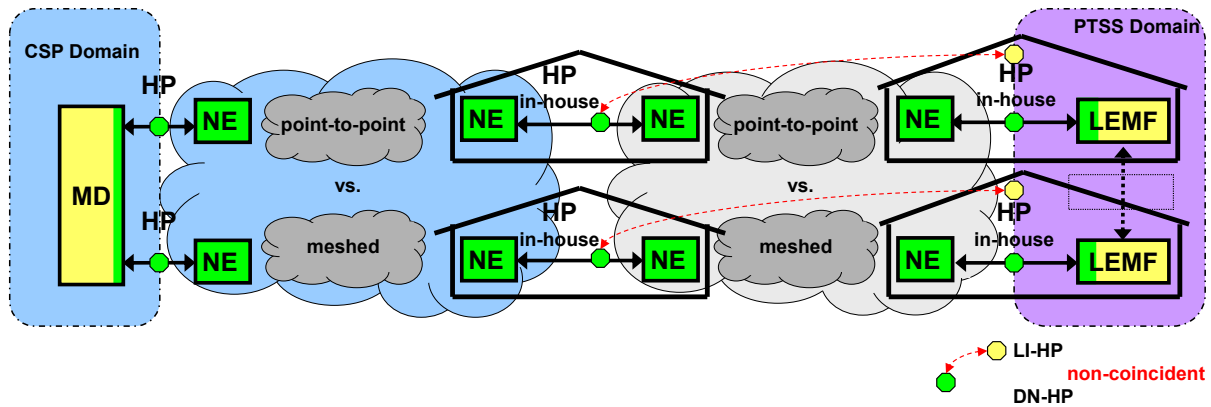 CSP Domain
PTSS Domain
HP
HP
in-house
HP
in-house
NE
point-to-point
NE
NE
point-to-point
NE
LEMF
MD
vs.
vs.
HP
HP
in-house
HP
in-house
NE
meshed
NE
NE
meshed
NE
LEMF
LI-HP
non-coincident
DN-HP